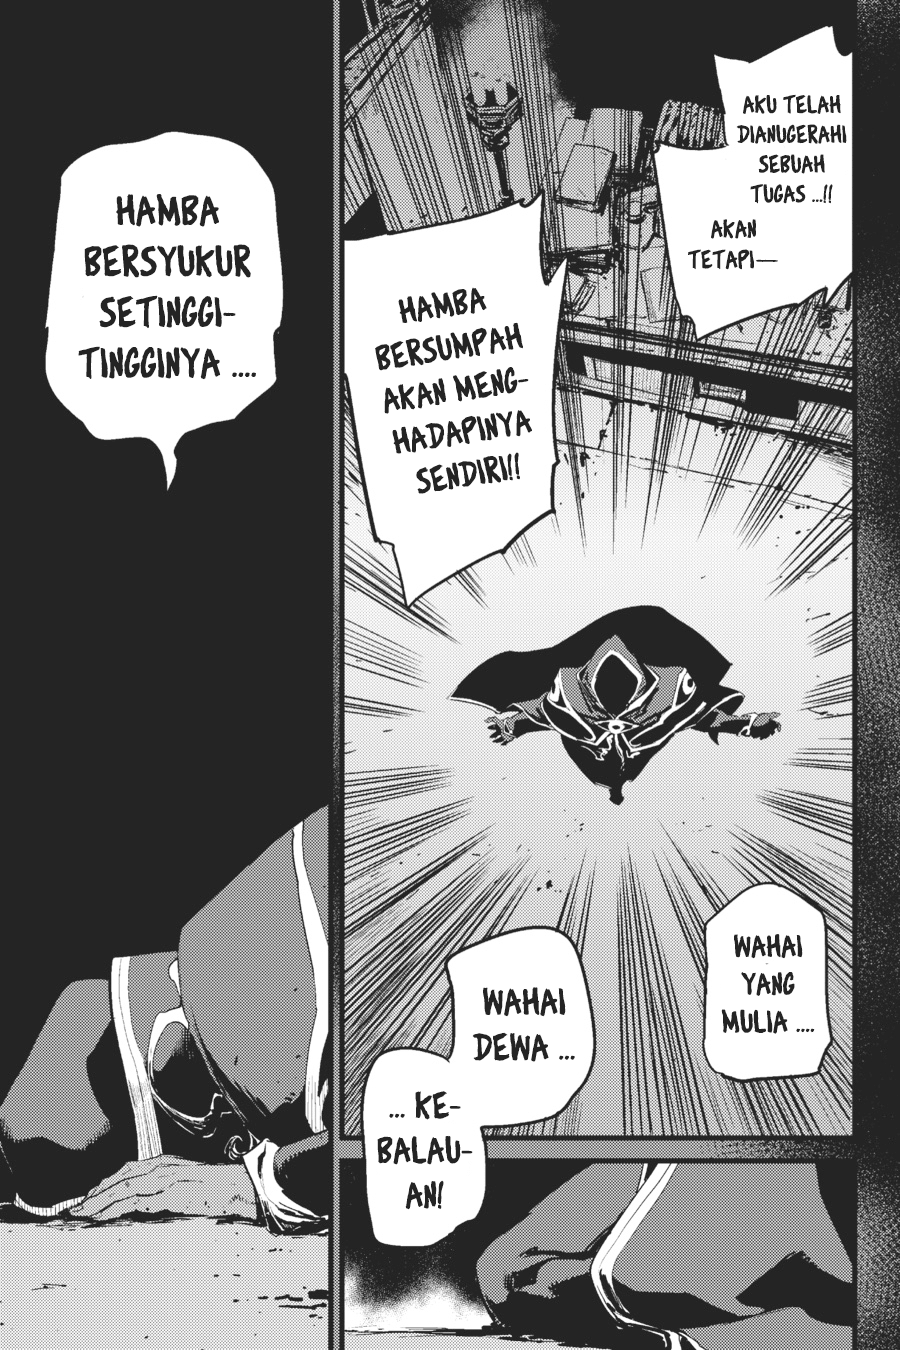 AKU TELAH
DIANUGERAHI
SEBUAH
TUGAS ...!!
AKAN
TETAPI—
HAMBA
BERSUMPAH
AKAN MENG-
HADAPINYA
SENDIRI!!
WAHAI
YANG
MULIA ....
WAHAI
DEWA ...
... KE-
BALAU-
AN!
HAMBA
BERSYUKUR
SETINGGI-
TINGGINYA ....